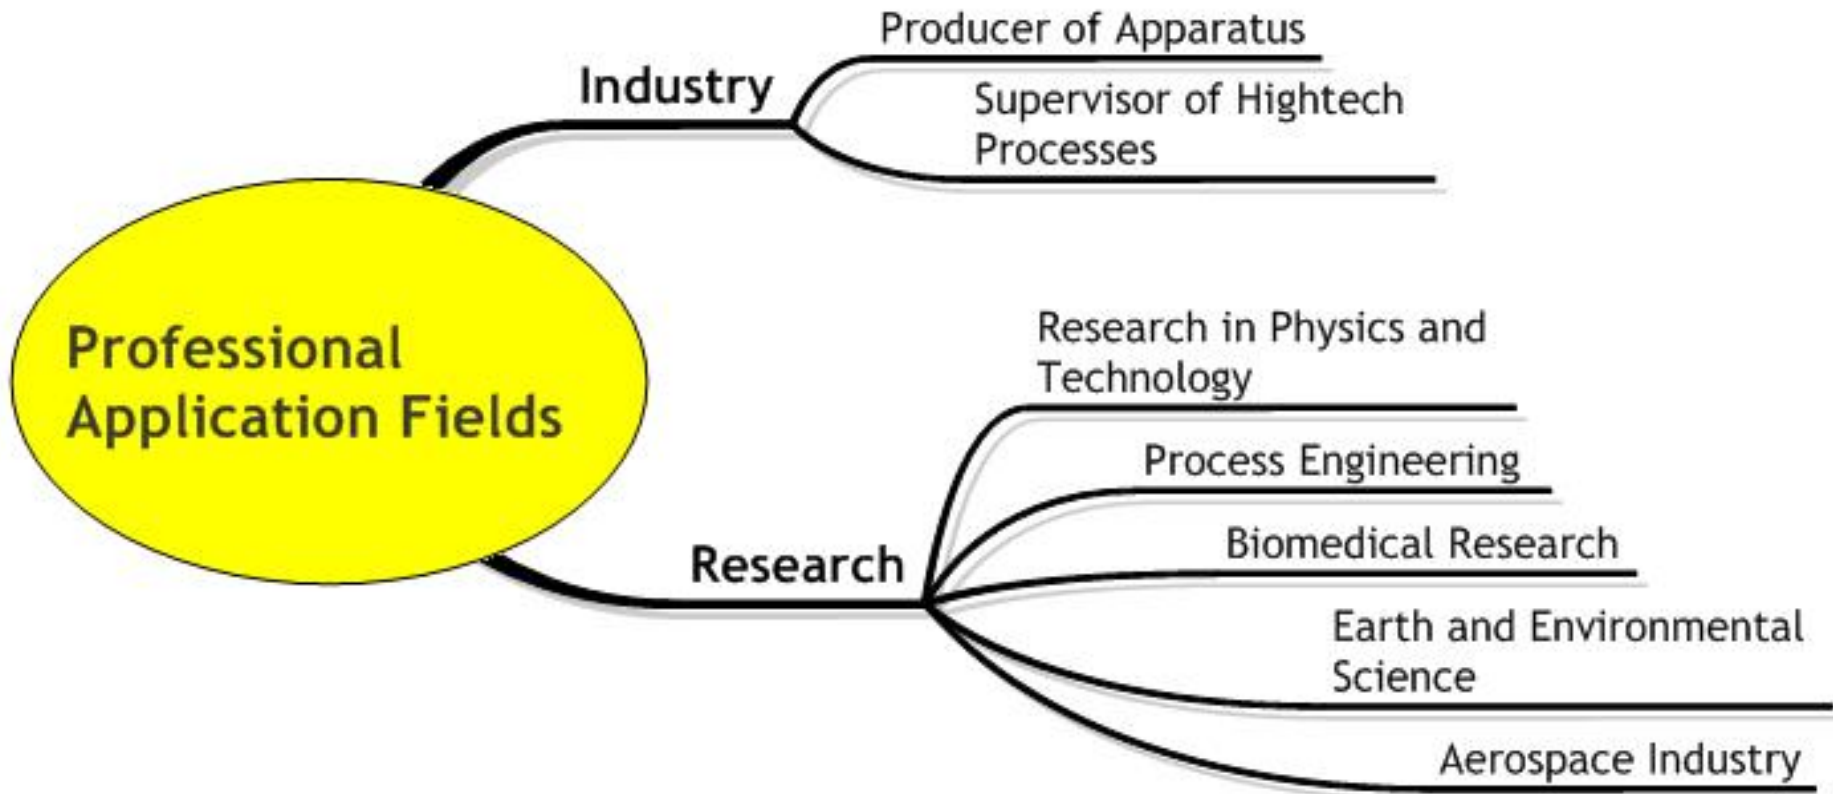 Producer of Apparatus
Industry
Supervisor of Hightech
Processes
Professional
Application Fields
Research in Physics and
Technology
Process Engineering
Biomedical Research
Research
Earth and Environmental
Science
Aerospace Industry